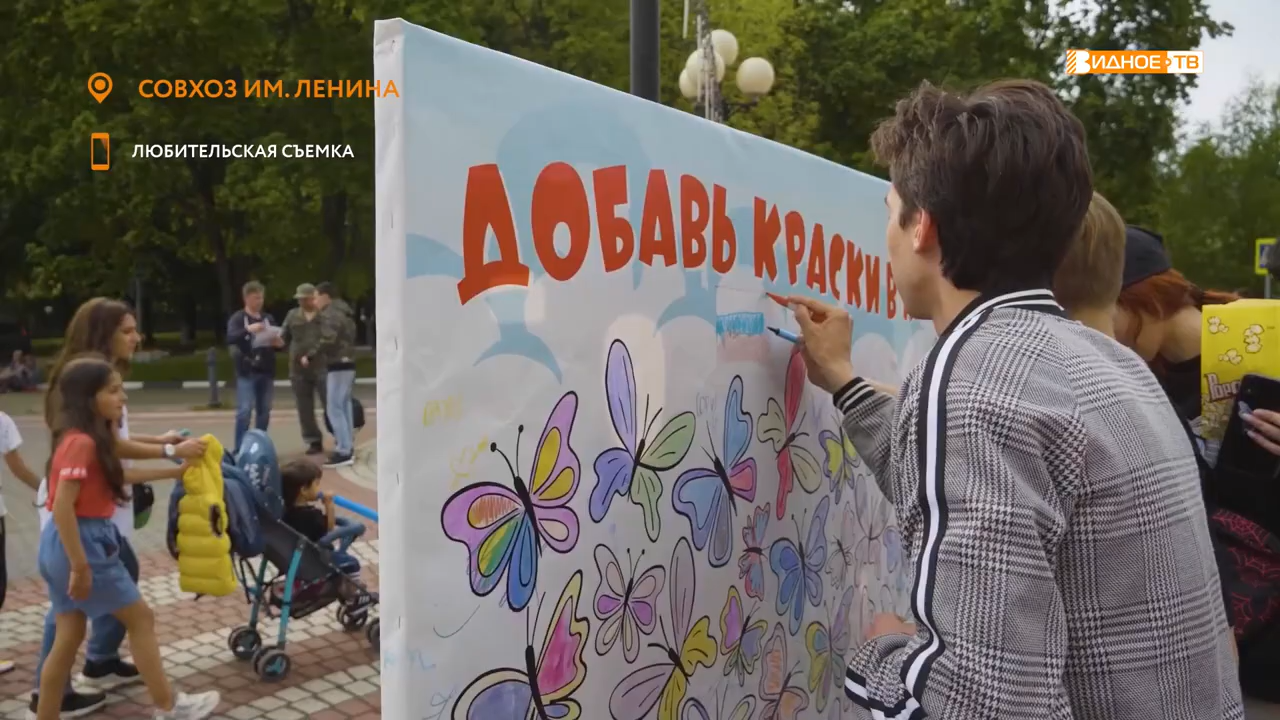 СОВХОЗ ИМ. ЛЕНИНА
ВИДНОЕ-ТВ
ЛЮБИТЕЛЬСКАЯ СЪЕМКА
ДОБАВЬ КРАСКИ В